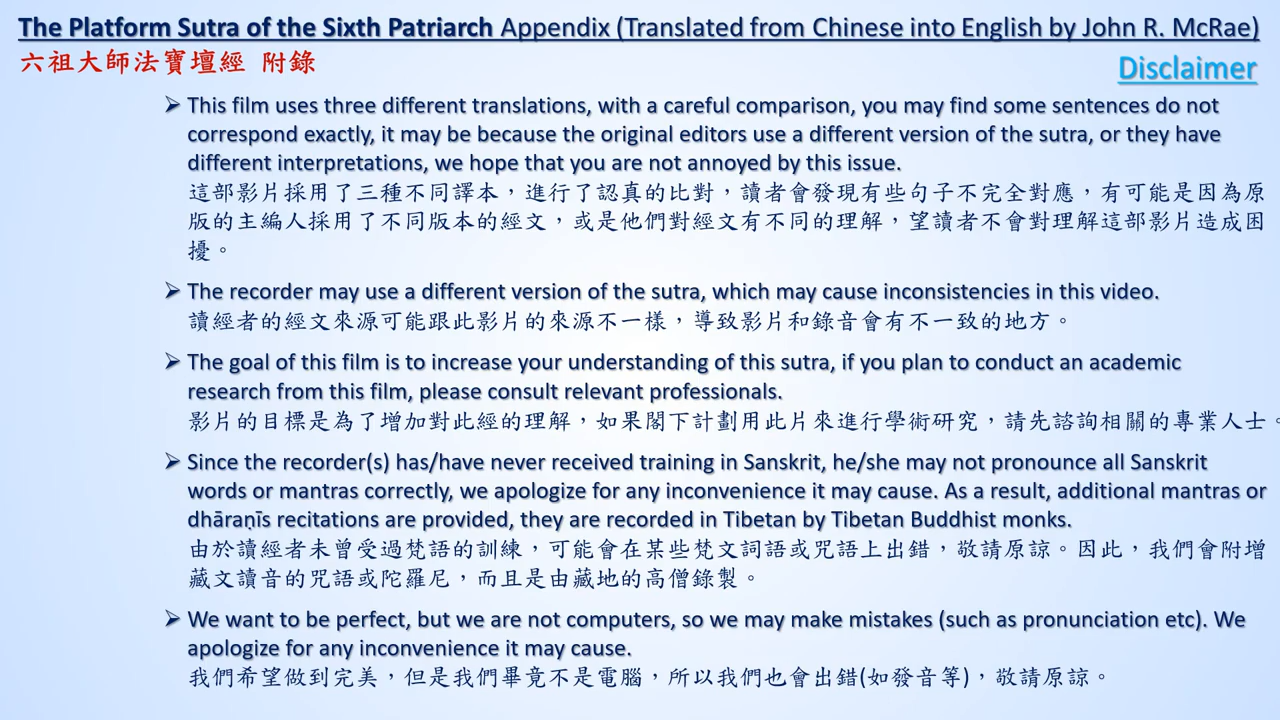 The Platform Sutra of the Sixth Patriarch Appendix (Translated from Chinese into English by John R. McRae)
六祖大師法寶壇經 附錄
Disclaimer
➢ This film uses three different translations, with a careful comparison, you may find some sentences do not
correspond exactly, it may be because the original editors use a different version of the sutra, or they have
different interpretations, we hope that you are not annoyed by this issue.
這部影片採用了三種不同譯本，進行了認真的比對，讀者會發現有些句子不完全對應，有可能是因為原
版的主編人採用了不同版本的經文，或是他們對經文有不同的理解，望讀者不會對理解這部影片造成困
擾。
➢ The recorder may use a different version of the sutra, which may cause inconsistencies in this video.
讀經者的經文來源可能跟此影片的來源不一樣，導致影片和錄音會有不一致的地方。
➢ The goal of this film is to increase your understanding of this sutra, if you plan to conduct an academic
research from this film, please consult relevant professionals.
影片的目標是為了增加對此經的理解，如果閣下計劃用此片來進行學術研究，請先諮詢相關的專業人士。
➢ Since the recorder(s) has/have never received training in Sanskrit, he/she may not pronounce all Sanskrit
words or mantras correctly, we apologize for any inconvenience it may cause. As a result, additional mantras or
dhāraṇīs recitations are provided, they are recorded in Tibetan by Tibetan Buddhist monks.
由於讀經者未曾受過梵語的訓練，可能會在某些梵文詞語或咒語上出錯，敬請原諒。因此，我們會附增
藏文讀音的咒語或陀羅尼，而且是由藏地的高僧錄製。
➢ We want to be perfect, but we are not computers, so we may make mistakes (such as pronunciation etc). We
apologize for any inconvenience it may cause.
我們希望做到完美，但是我們畢竟不是電腦，所以我們也會出錯(如發音等)，敬請原諒。